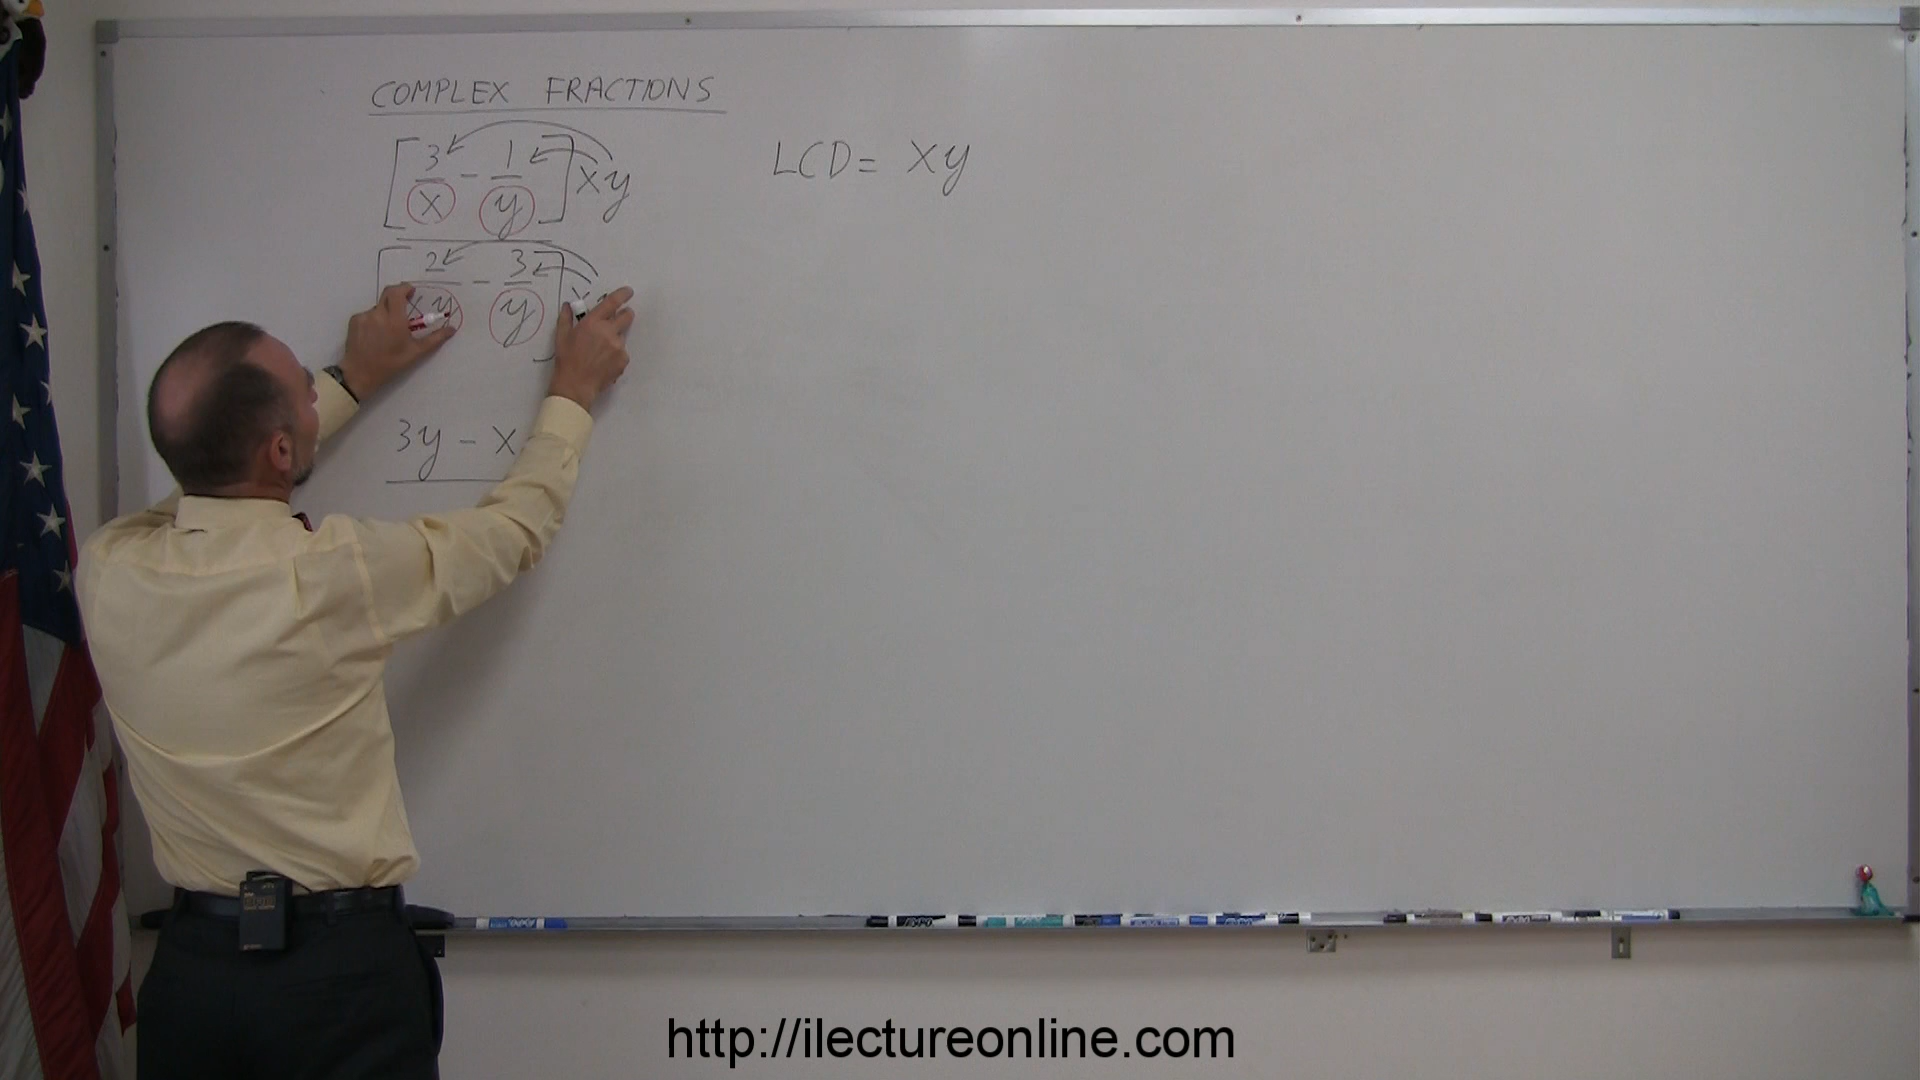 COMPLEX FRACTIONS
[3/x - 1/y] xy
LCD = xy
[2/xy - 3/y] x
3y - x
http://ilectureonline.com